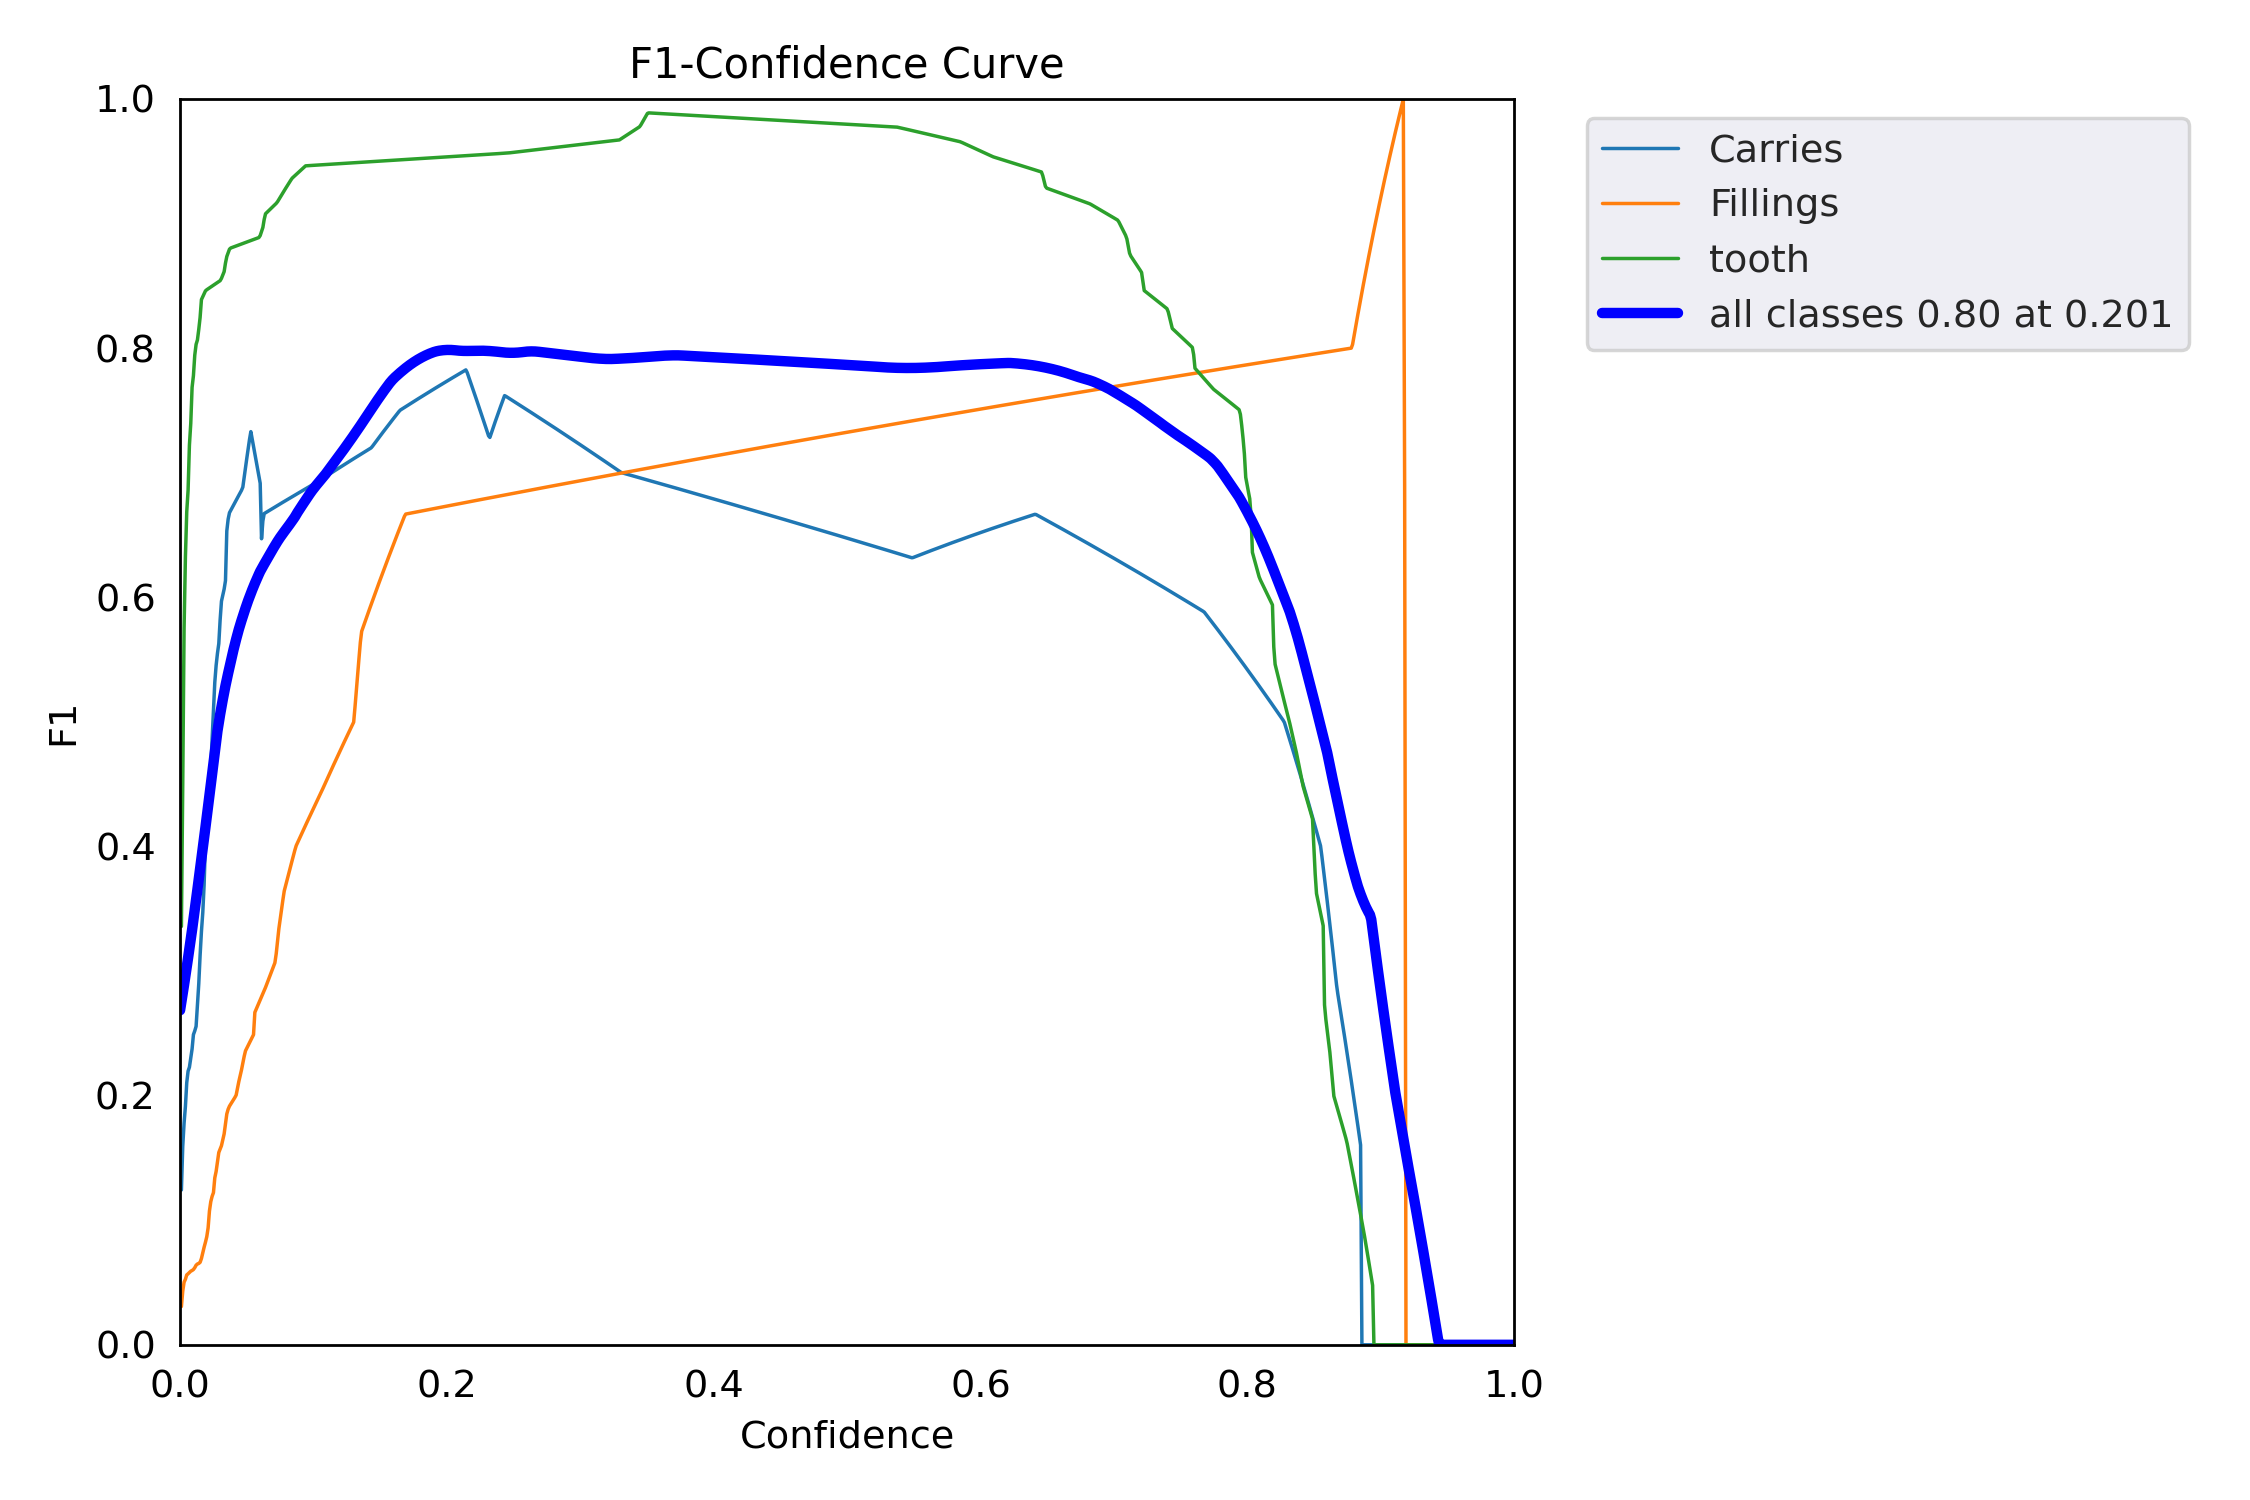 F1-Confidence Curve
1.0
0.8
0.6
0.4
0.2
0.0
F1
0.0 0.2 0.4 0.6 0.8 1.0
Confidence
Carries
Fillings
tooth
all classes 0.80 at 0.201